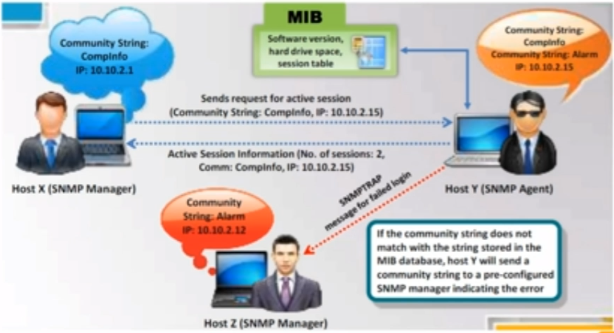 MIB
Software version,
hard drive space,
session table
Community String:
CompInfo
IP: 10.10.2.1
Community String:
CompInfo
Community String: Alarm
IP: 10.10.2.15
Sends request for active session
(Community String: CompInfo, IP: 10.10.2.15)
Active Session Information (No. of sessions: 2,
Comm: CompInfo, IP: 10.10.2.15)
Host X (SNMP Manager)
Host Y (SNMP Agent)
SNMPTRAP
message for failed login
Community
String: Alarm
IP: 10.10.2.12
If the community string does not
match with the string stored in the
MIB database, host Y will send a
community string to a pre-configured
SNMP manager indicating the error
Host Z (SNMP Manager)